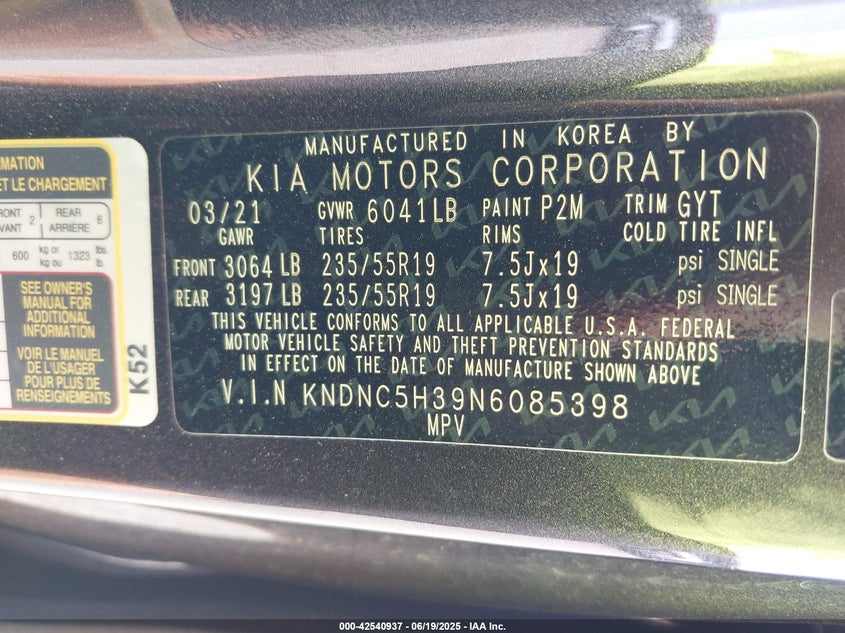 RMATION
ET LE CHARGEMENT
RONT
VANT 2 REAR
ARRIÈRE 6
600 kg or
kg ou 1323 lbs.
lb.
SEE OWNER'S
MANUAL FOR
ADDITIONAL
INFORMATION
VOIR LE MANUEL
DE L'USAGER
POUR PLUS DE
RENSEIGNEMENTS
K52
MANUFACTURED IN KOREA BY
KIA MOTORS CORPORATION
03/21 GVWR 6041LB PAINT P2M TRIM GYT
GAWR TIRES RIMS COLD TIRE INFL
FRONT 3064 LB 235/55R19 7.5Jx19 psi SINGLE
REAR 3197 LB 235/55R19 7.5Jx19 psi SINGLE
THIS VEHICLE CONFORMS TO ALL APPLICABLE U.S.A. FEDERAL
MOTOR VEHICLE SAFETY AND THEFT PREVENTION STANDARDS
IN EFFECT ON THE DATE OF MANUFACTURE SHOWN ABOVE
V.I.N KNDNC5H39N6085398
MPV
000-42540937 - 06/19/2025 - IAA Inc.